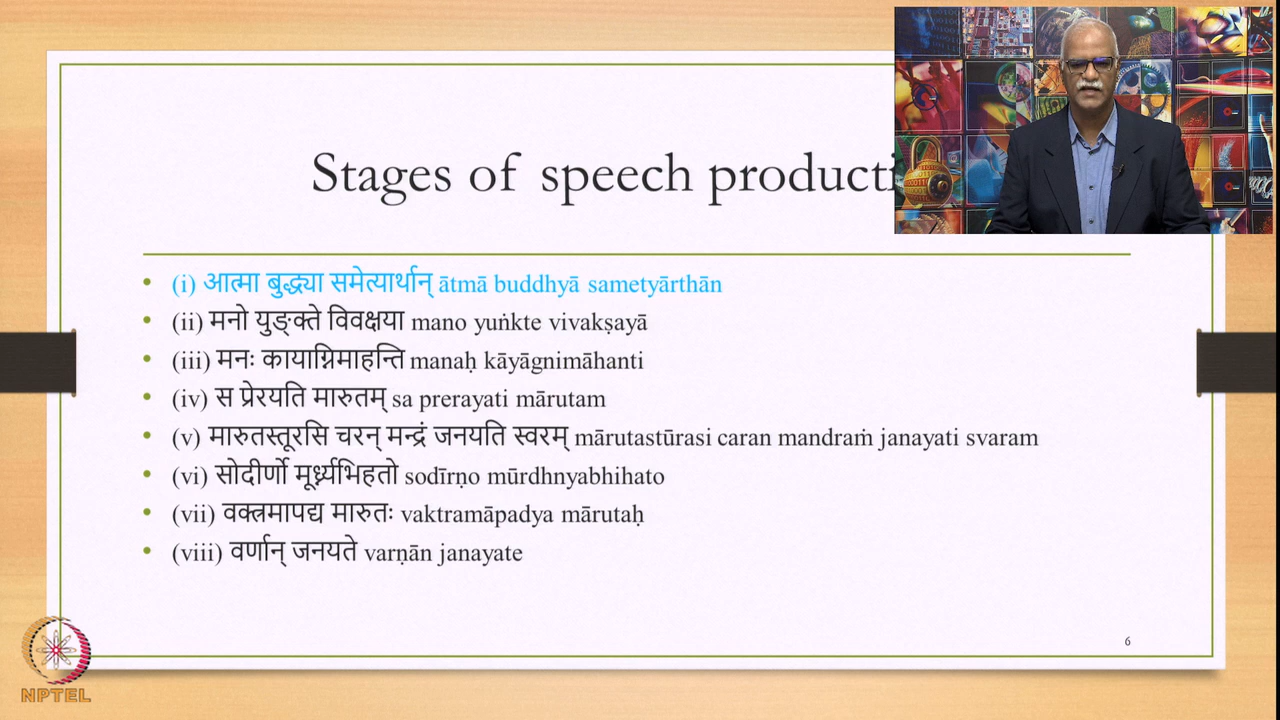 Stages of speech producti
• (i) आत्मा बुद्ध्या समेत्यार्थान् ātmā buddhyā sametyārthān
• (ii) मनो युङ्क्ते विवक्षया mano yuṅkte vivakṣayā
• (iii) मनः कायाग्निमाहन्ति manaḥ kāyāgnimāhanti
• (iv) स प्रेरयति मारुतम् sa prerayati mārutam
• (v) मारुतस्तूरसि चरन् मन्द्रं जनयति स्वरम् mārutastūrasi caran mandraṁ janayati svaram
• (vi) सोदीर्णो मूर्ध्न्यभिहतो sodīrṇo mūrdhnyabhihato
• (vii) वक्त्रमापद्य मारुतः vaktramāpadya mārutaḥ
• (viii) वर्णान् जनयते varṇān janayate
6
NPTEL